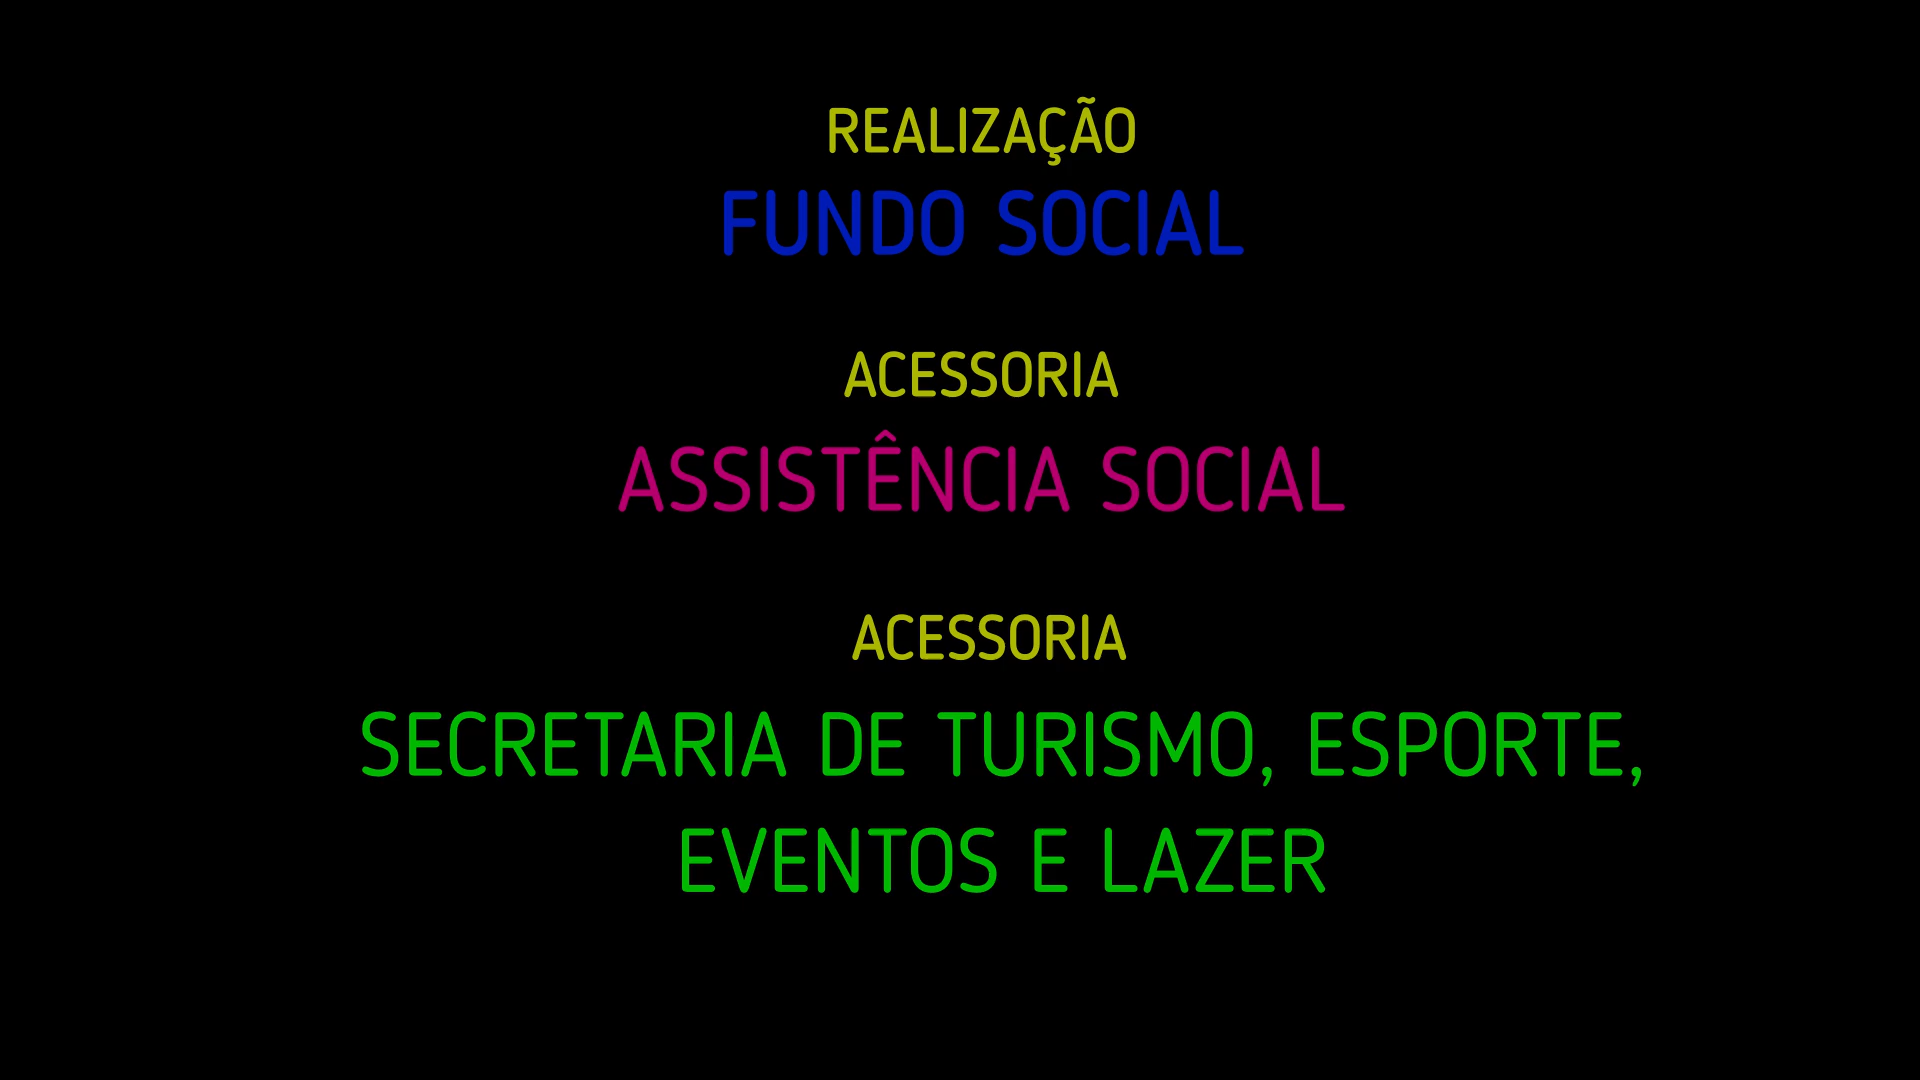 REALIZAÇÃO
FUNDO SOCIAL
ACESSORIA
ASSISTÊNCIA SOCIAL
ACESSORIA
SECRETARIA DE TURISMO, ESPORTE,
EVENTOS E LAZER